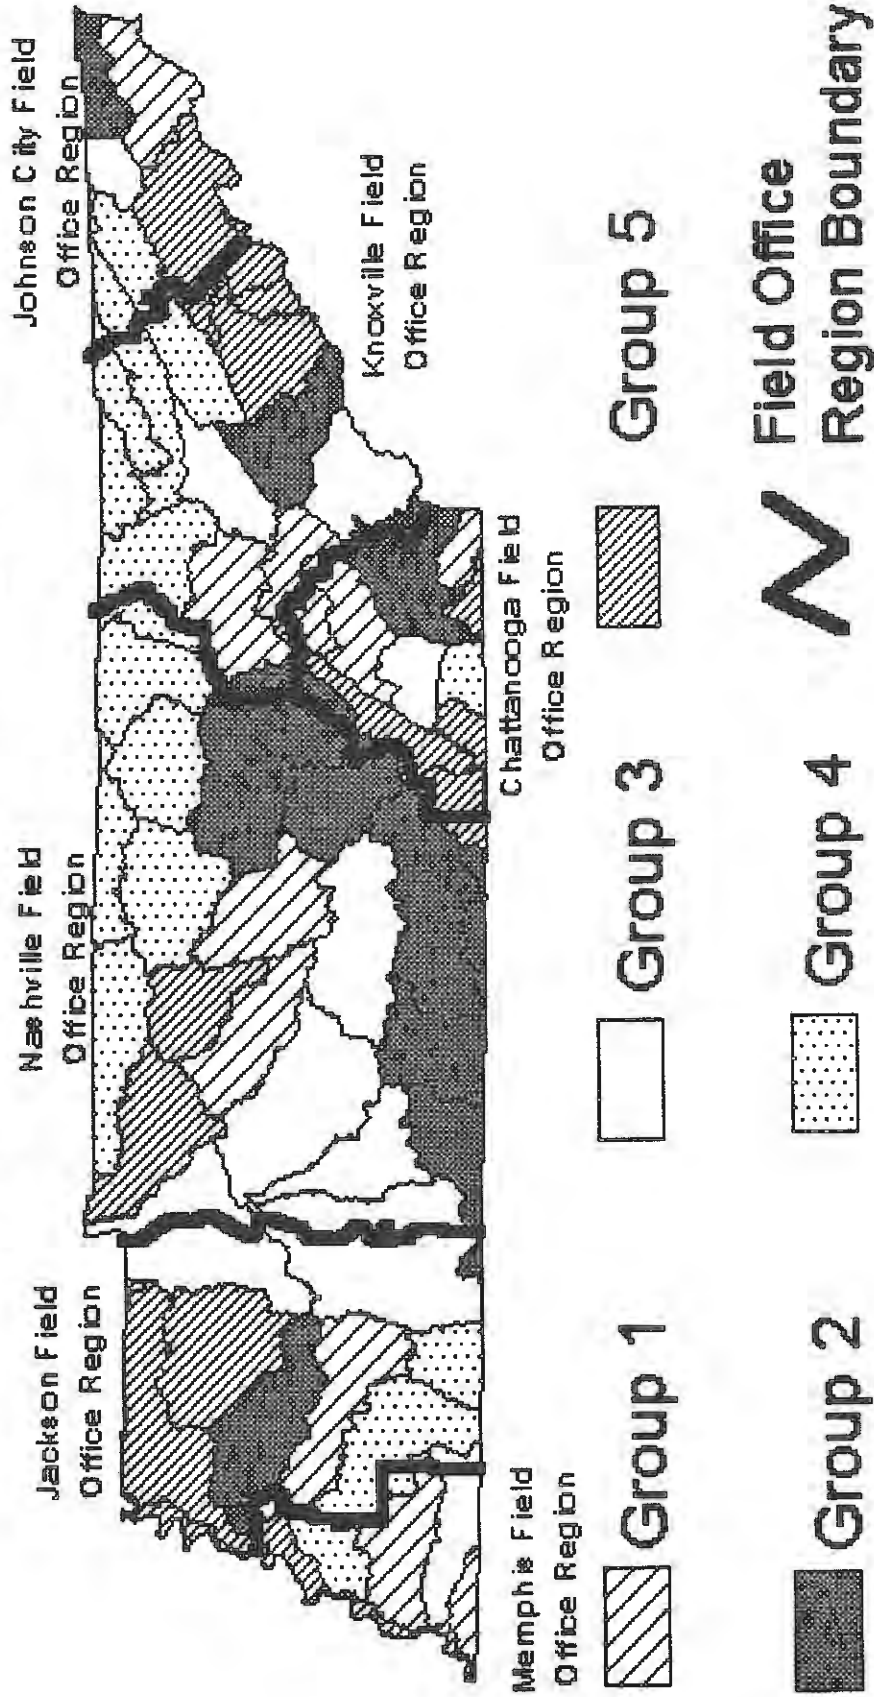 Jackson Field
Office Region
Nashville Field
Office Region
Johnson City Field
Office Region
Knoxville Field
Office Region
Memphis Field
Office Region
Chattanooga Field
Office Region
Group 1
Group 3
Group 5
Group 2
Group 4
Field Office
Region Boundary